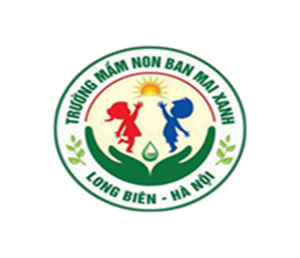 TRƯỜNG MẦM NON BAN MAI XANH
LONG BIÊN - HÀ NỘI